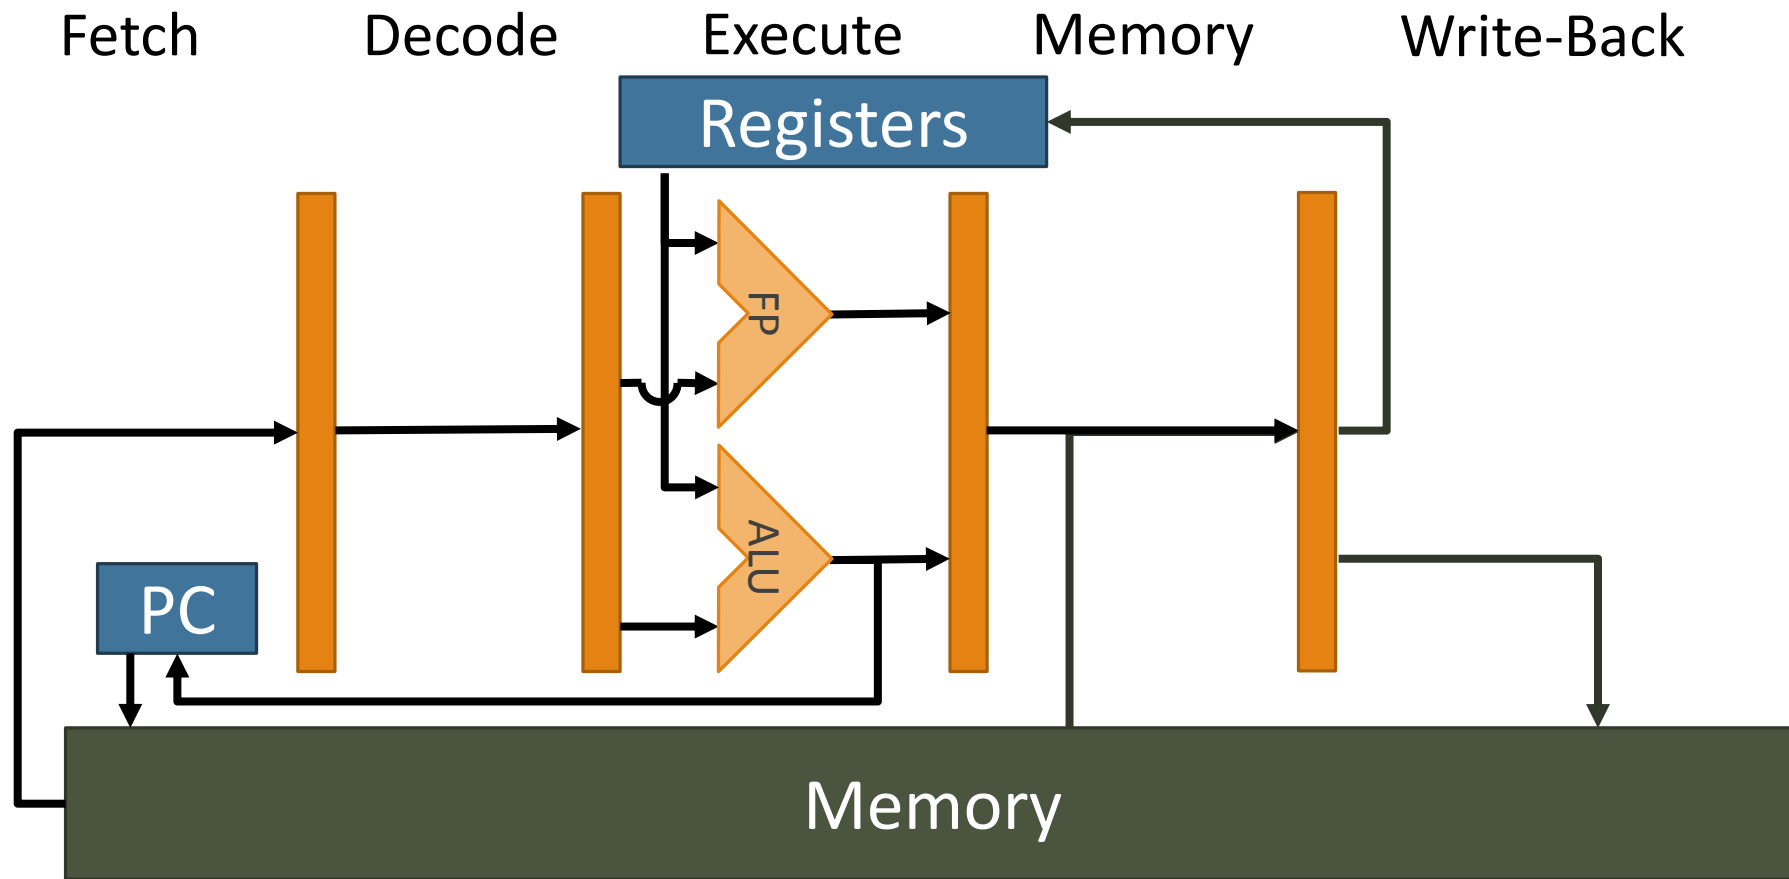 Fetch
Decode
Execute
Memory
Write-Back
Registers
FP
ALU
PC
Memory